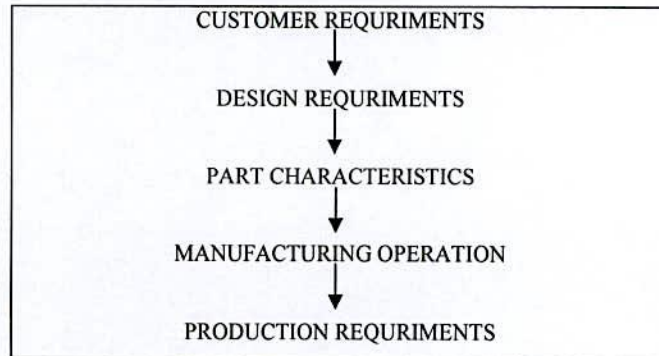 CUSTOMER REQURIMENTS
DESIGN REQURIMENTS
PART CHARACTERISTICS
MANUFACTURING OPERATION
PRODUCTION REQURIMENTS